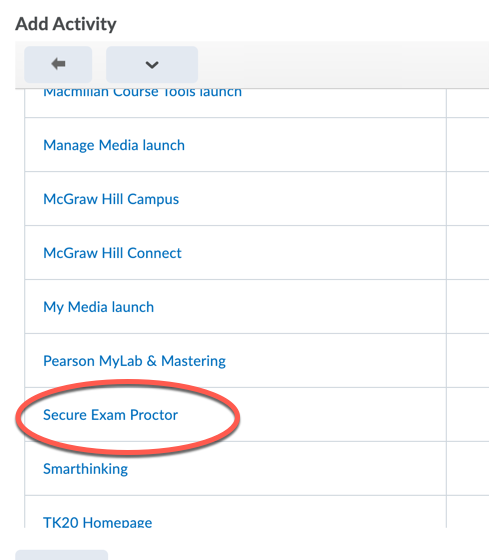 Add Activity
Macmillan Course Tools launch
Manage Media launch
McGraw Hill Campus
McGraw Hill Connect
My Media launch
Pearson MyLab & Mastering
Secure Exam Proctor
Smarthinking
TK20 Homepage